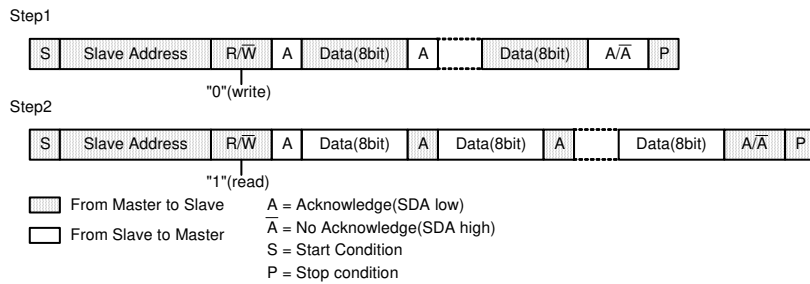 Step1
S Slave Address R/W̅ A Data(8bit) A Data(8bit) A/A̅ P
"0"(write)
Step2
S Slave Address R/W̅ A Data(8bit) A Data(8bit) A Data(8bit) A/A̅ P
"1"(read)
From Master to Slave
From Slave to Master
A = Acknowledge(SDA low)
A̅ = No Acknowledge(SDA high)
S = Start Condition
P = Stop condition